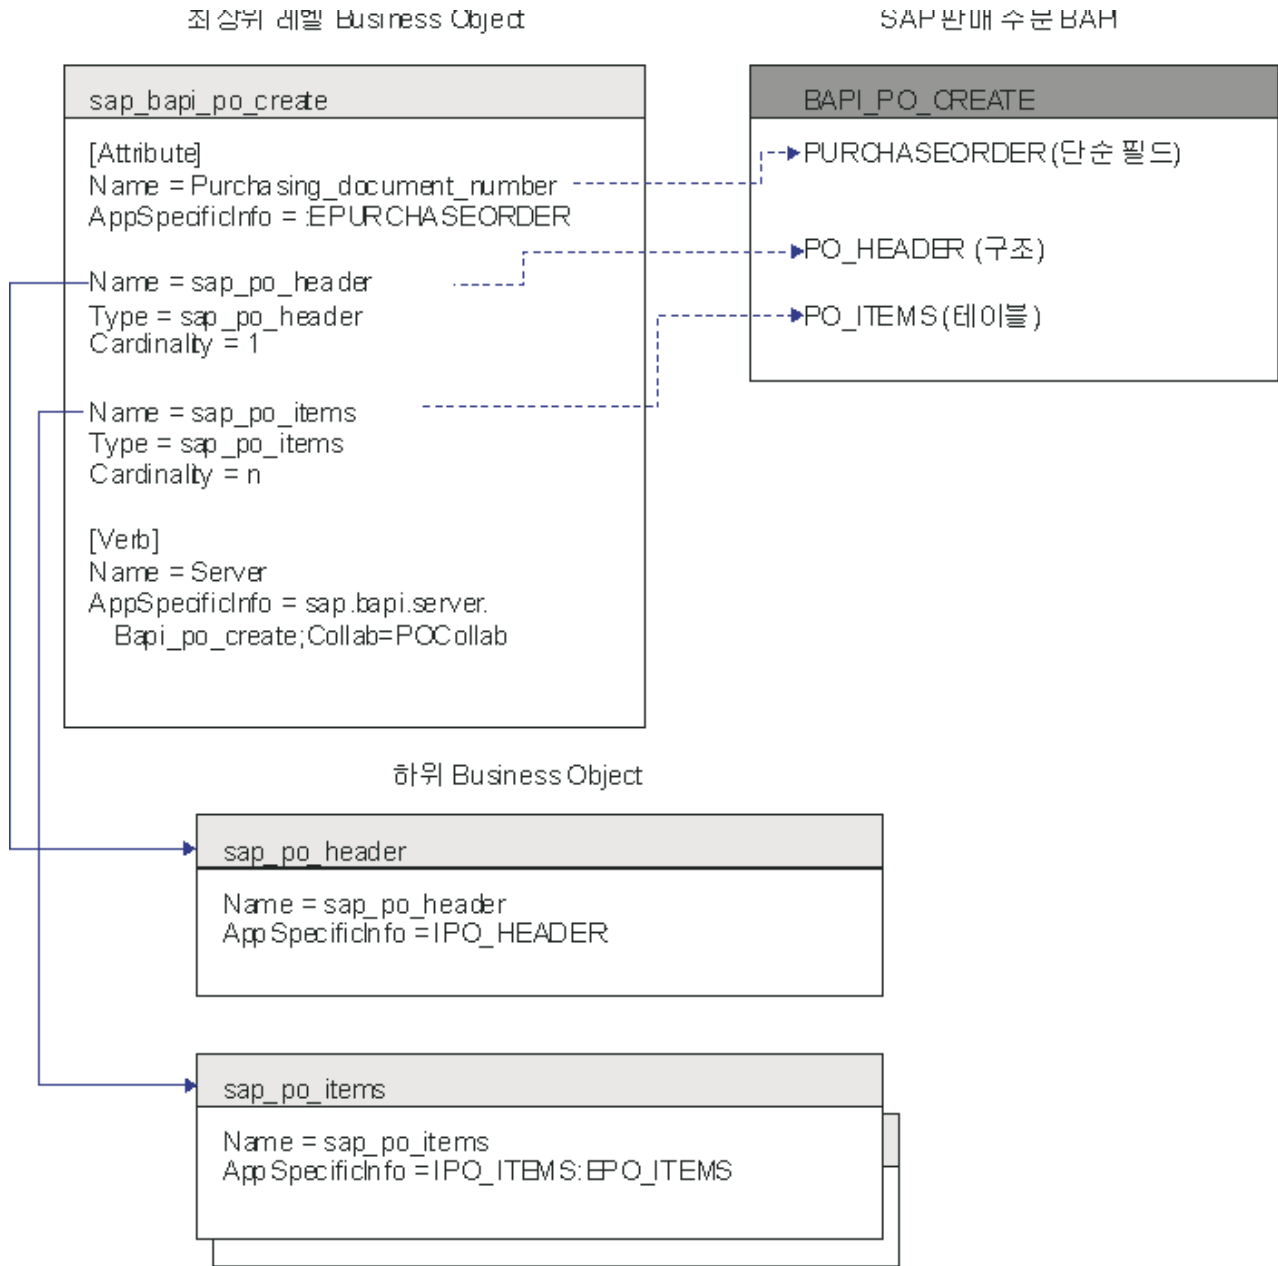 최상위 레벨 Business Object
SAP 판매 주문 BAPI
sap_bapi_po_create
[Attribute]
Name = Purchasing_document_number
AppSpecificInfo = :EPURCHASEORDER
Name = sap_po_header
Type = sap_po_header
Cardinality = 1
Name = sap_po_items
Type = sap_po_items
Cardinality = n
[Verb]
Name = Server
AppSpecificInfo = sap.bapi.server.
Bapi_po_create;Collab=POCollab
BAPI_PO_CREATE
PURCHASEORDER (단순 필드)
PO_HEADER (구조)
PO_ITEMS (테이블)
하위 Business Object
sap_po_header
Name = sap_po_header
AppSpecificInfo = IPO_HEADER:
sap_po_items
Name = sap_po_items
AppSpecificInfo = IPO_ITEMS:EPO_ITEMS